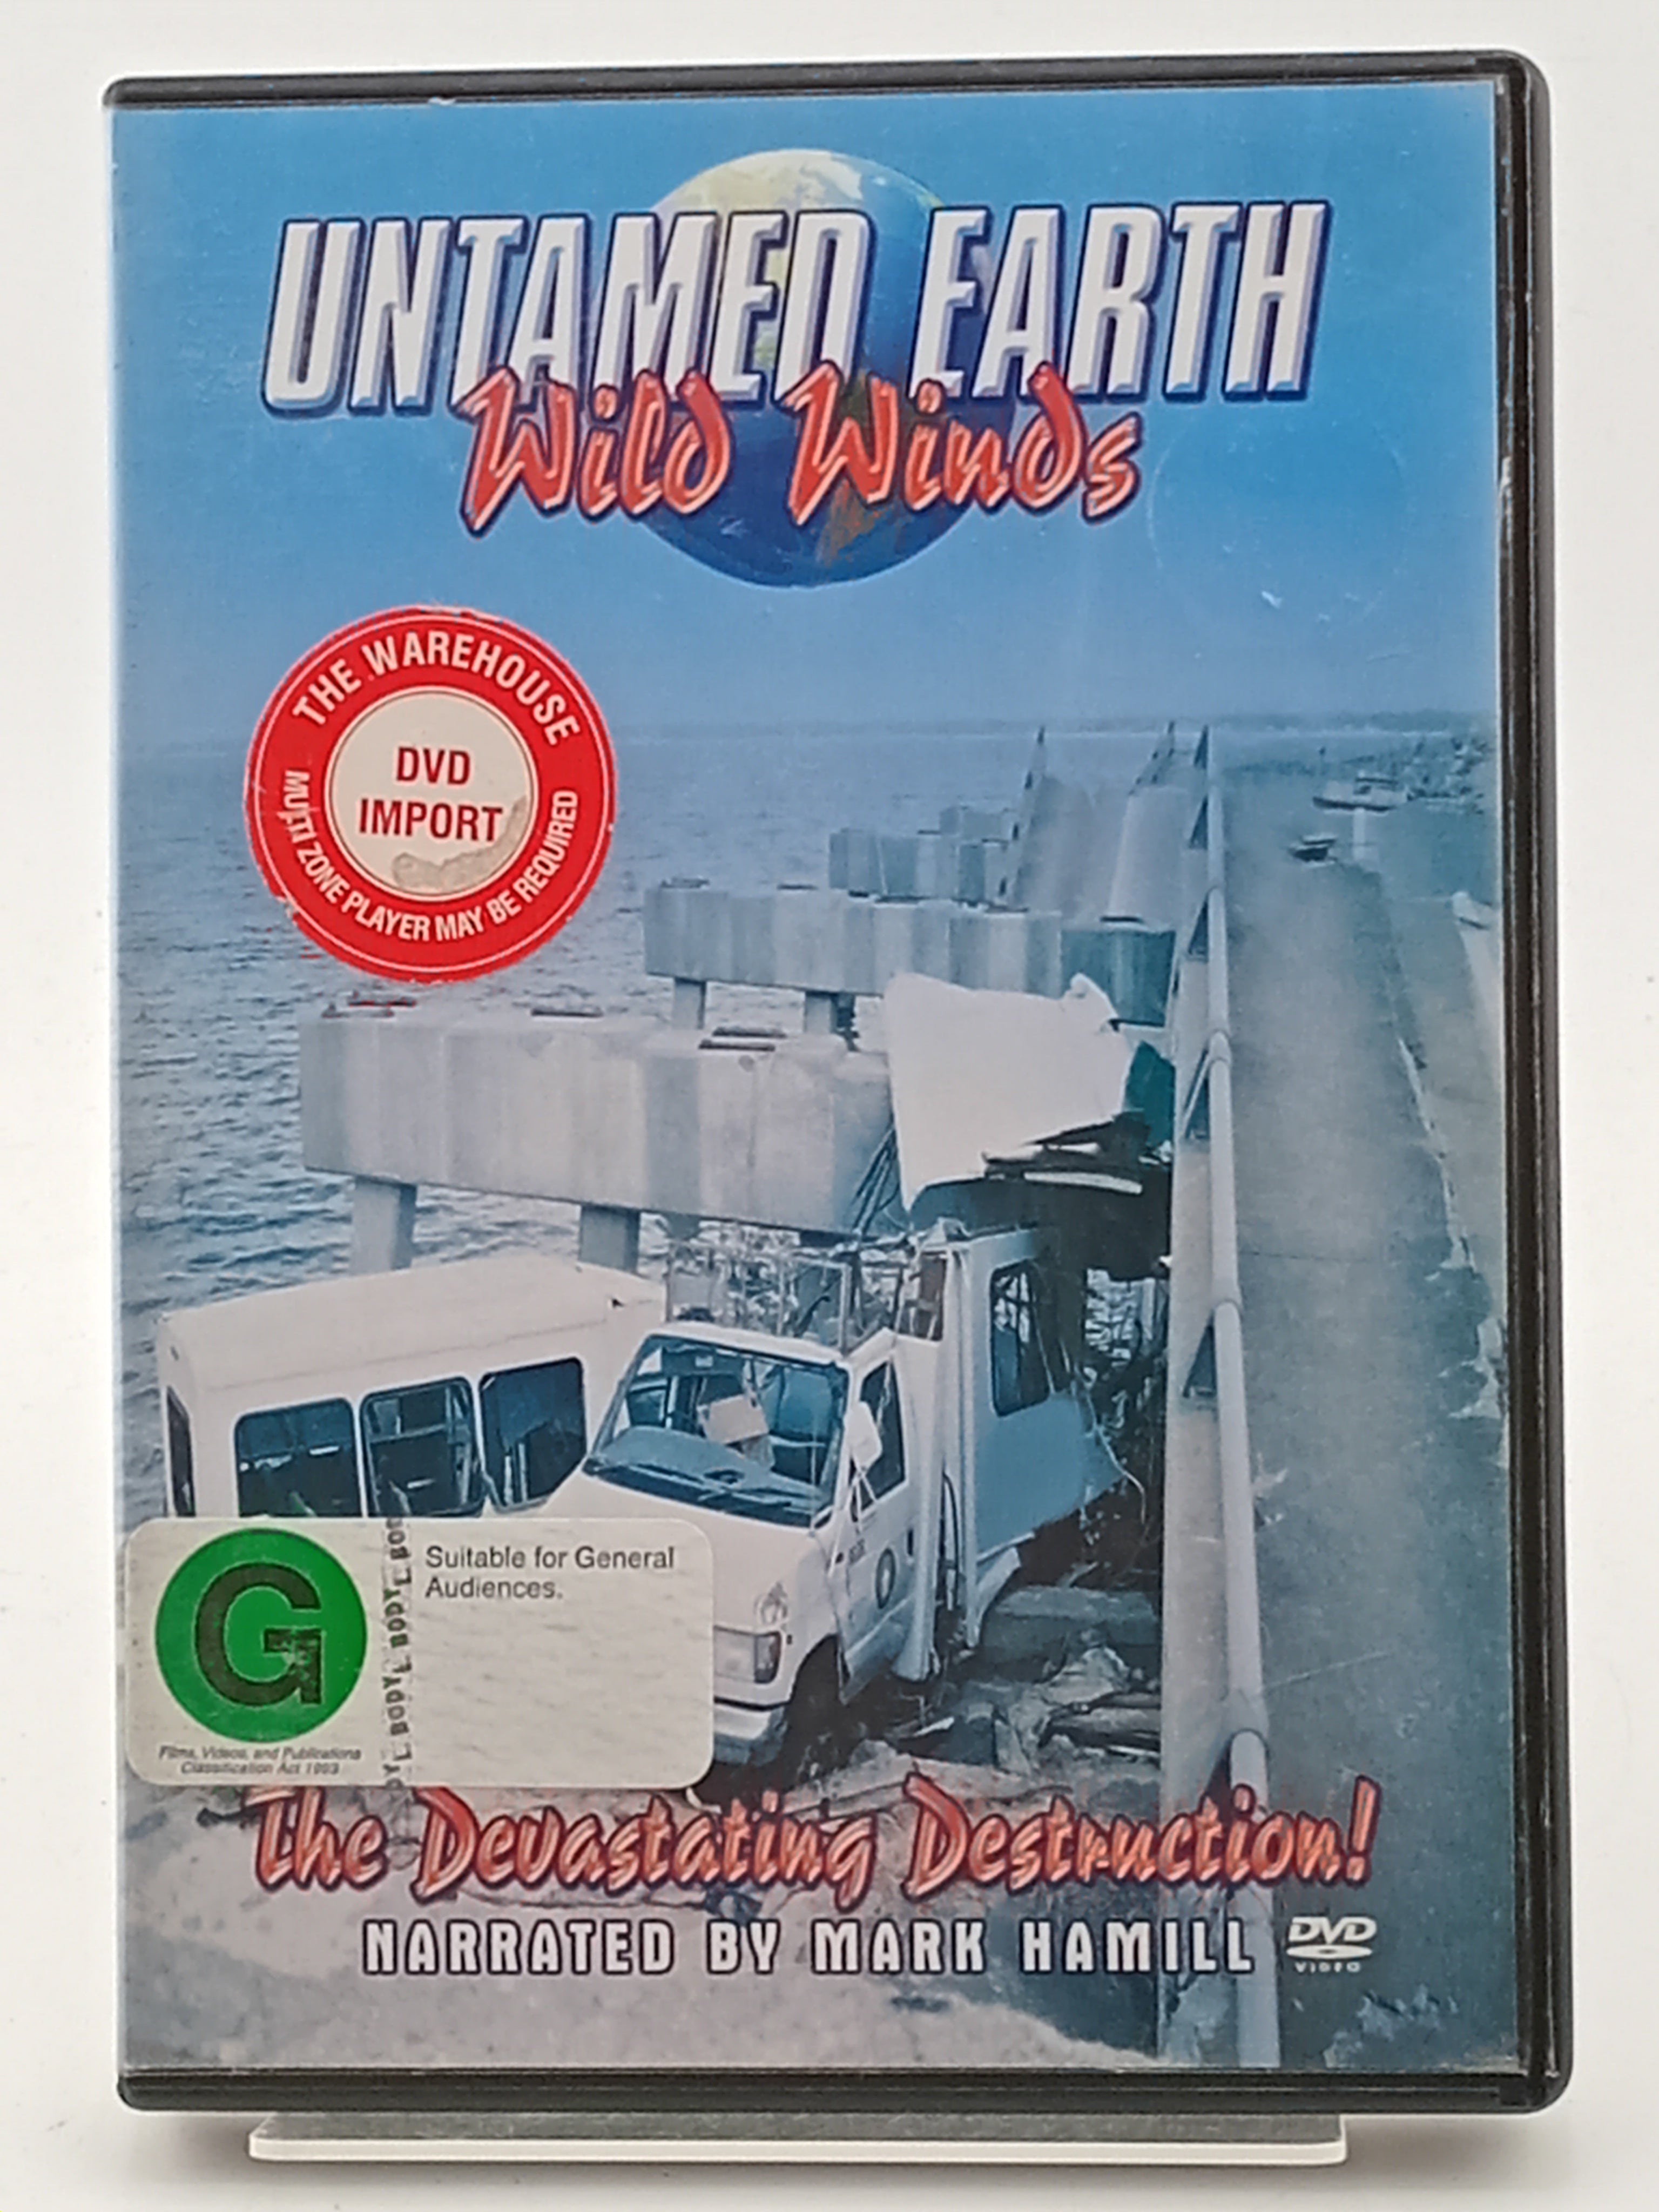 UNTAMED EARTH
Wild Winds
THE WAREHOUSE
DVD
IMPORT
MULTI ZONE PLAYER MAY BE REQUIRED
G
Suitable for General
Audiences.
Films, Videos, and Publications
Classification Act 1993
The Devastating Destruction!
NARRATED BY MARK HAMILL
DVD
VIDEO